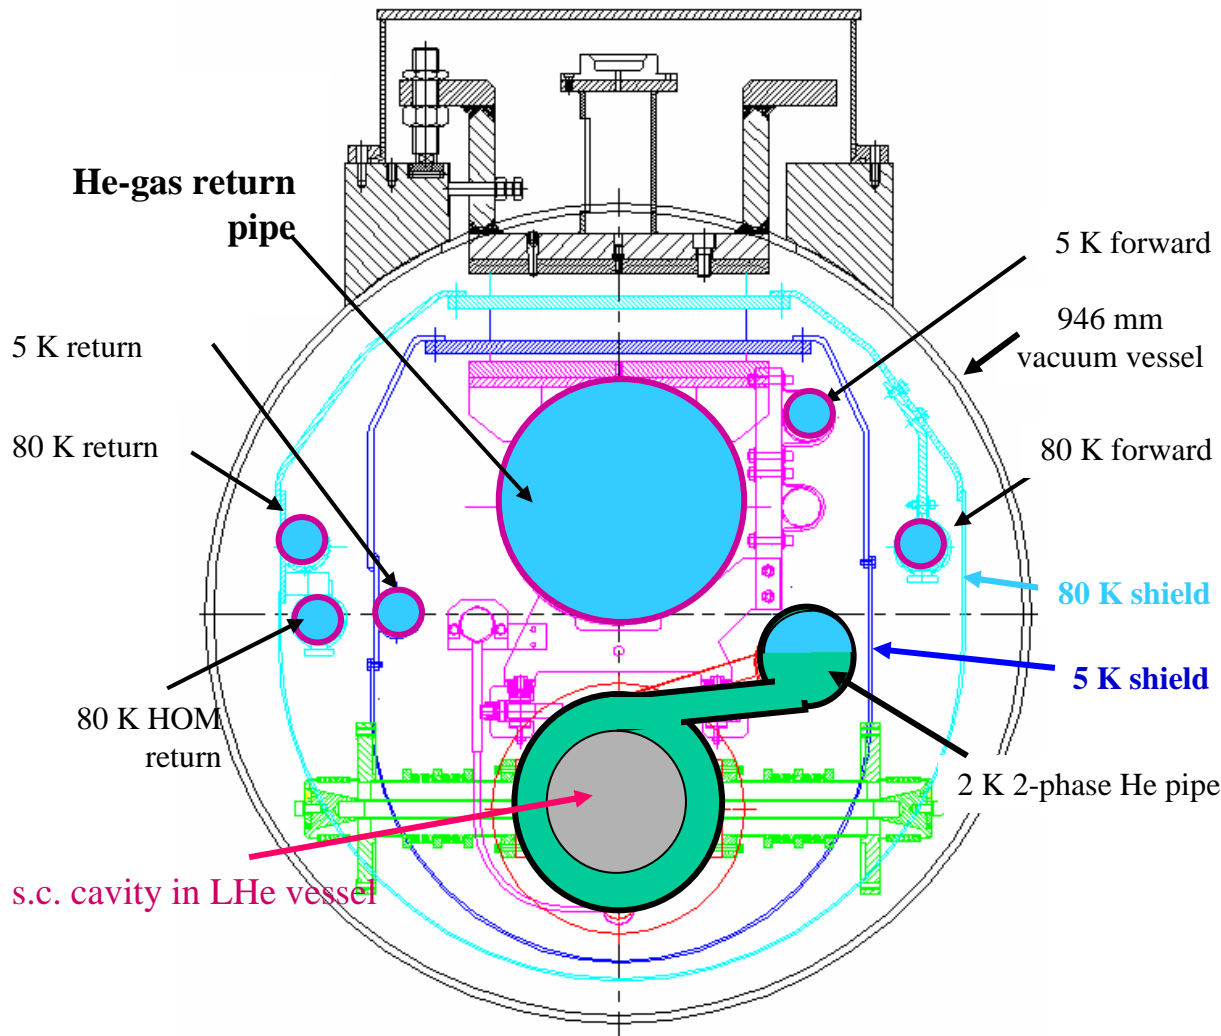 He-gas return
pipe
5 K forward
946 mm
vacuum vessel
5 K return
80 K return
80 K forward
80 K shield
5 K shield
80 K HOM
return
2 K 2-phase He pipe
s.c. cavity in LHe vessel